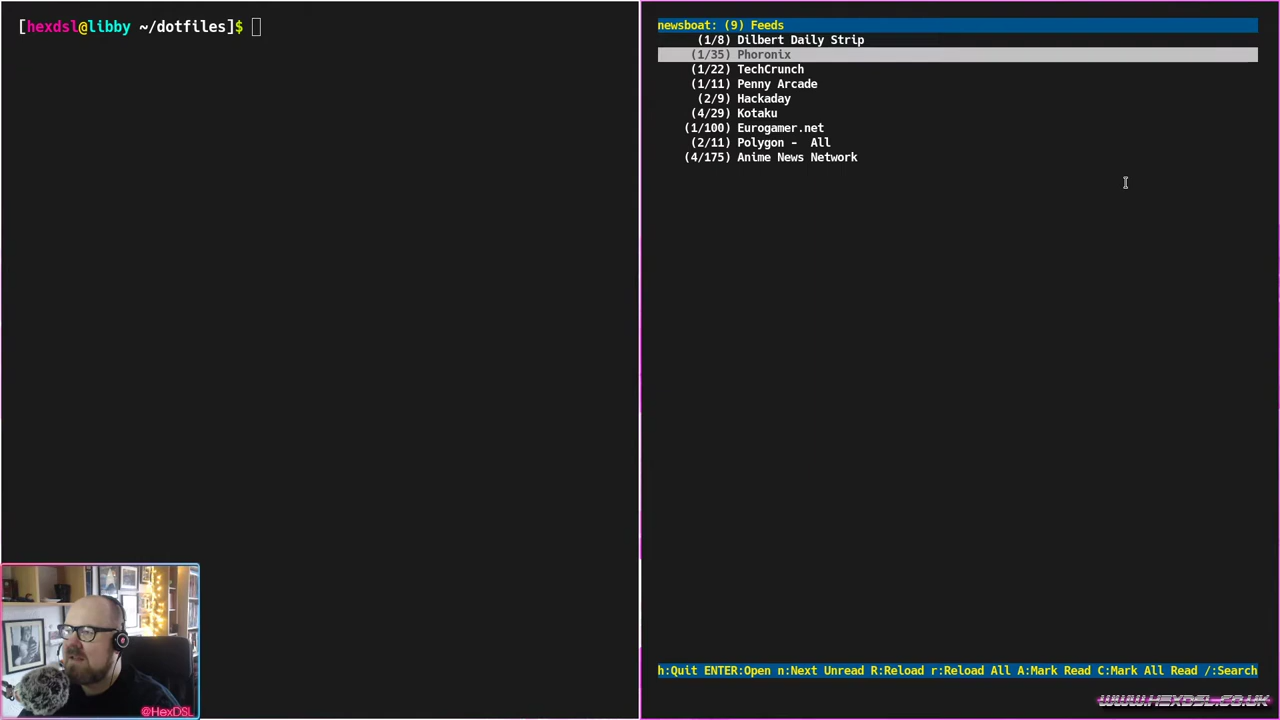 [hexdsl@libby ~/dotfiles]$
newsboat: (9) Feeds
(1/8) Dilbert Daily Strip
(1/35) Phoronix
(1/22) TechCrunch
(1/11) Penny Arcade
(2/9) Hackaday
(4/29) Kotaku
(1/100) Eurogamer.net
(2/11) Polygon -  All
(4/175) Anime News Network
h:Quit ENTER:Open n:Next Unread R:Reload r:Reload All A:Mark Read C:Mark All Read /:Search
@HexDSL
WWW.HEXDSL.CO.UK